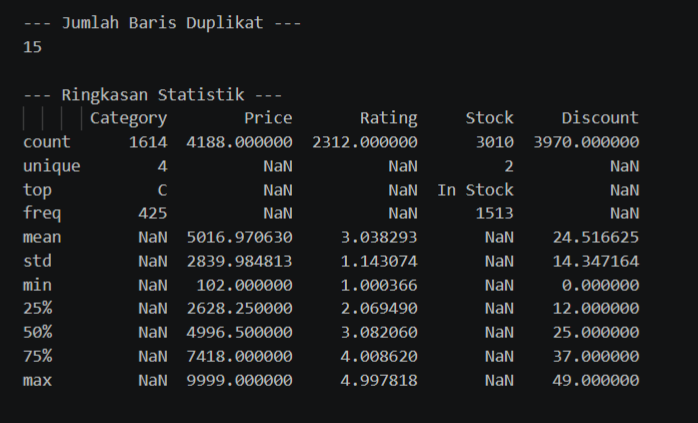 --- Jumlah Baris Duplikat ---
15
--- Ringkasan Statistik ---
Category Price Rating Stock Discount
count 1614 4188.000000 2312.000000 3010 3970.000000
unique 4 NaN NaN 2 NaN
top C NaN NaN In Stock NaN
freq 425 NaN NaN 1513 NaN
mean NaN 5016.970630 3.038293 NaN 24.516625
std NaN 2839.984813 1.143074 NaN 14.347164
min NaN 102.000000 1.000366 NaN 0.000000
25% NaN 2628.250000 2.069490 NaN 12.000000
50% NaN 4996.500000 3.082060 NaN 25.000000
75% NaN 7418.000000 4.008620 NaN 37.000000
max NaN 9999.000000 4.997818 NaN 49.000000